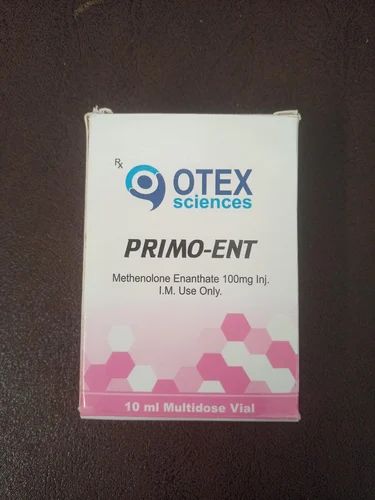 Rx
OTEX
sciences
PRIMO-ENT
Methenolone Enanthate 100mg Inj.
I.M. Use Only.
10 ml Multidose Vial